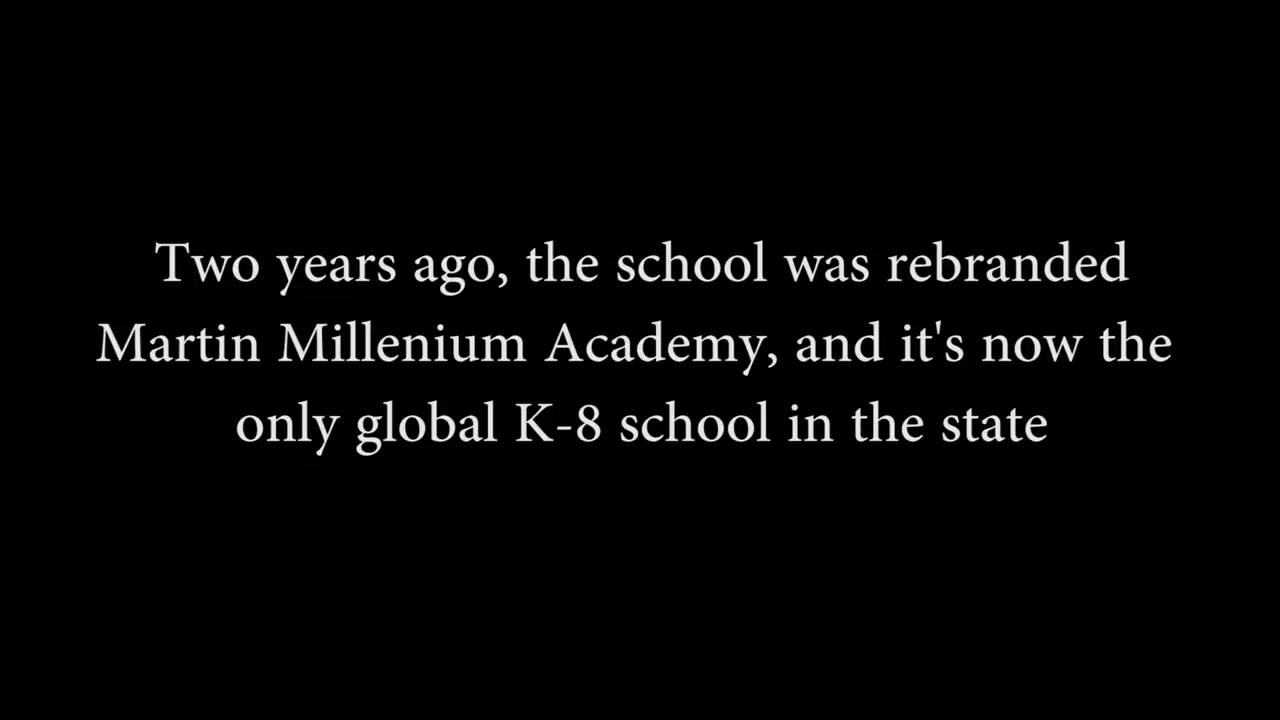 Two years ago, the school was rebranded
Martin Millenium Academy, and it's now the
only global K-8 school in the state